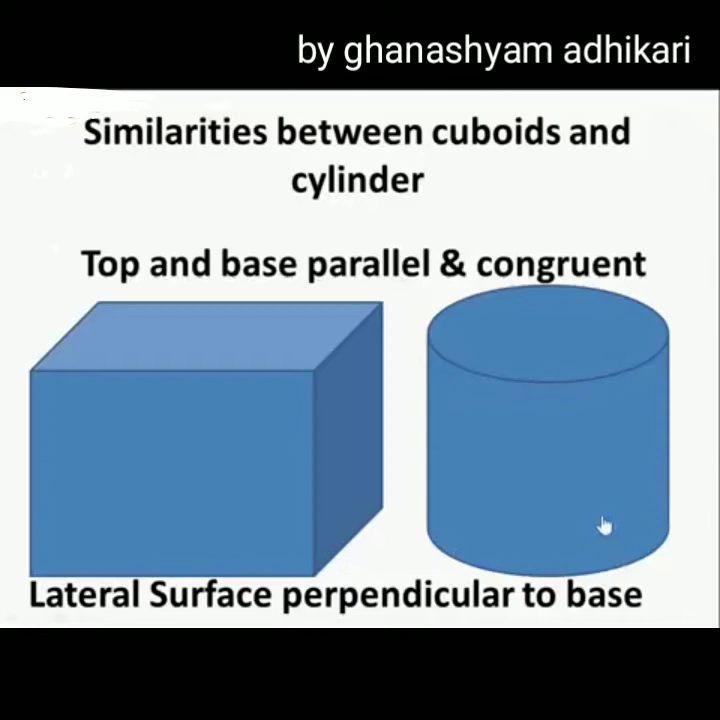 by ghanashyam adhikari
Similarities between cuboids and
cylinder
Top and base parallel & congruent
Lateral Surface perpendicular to base